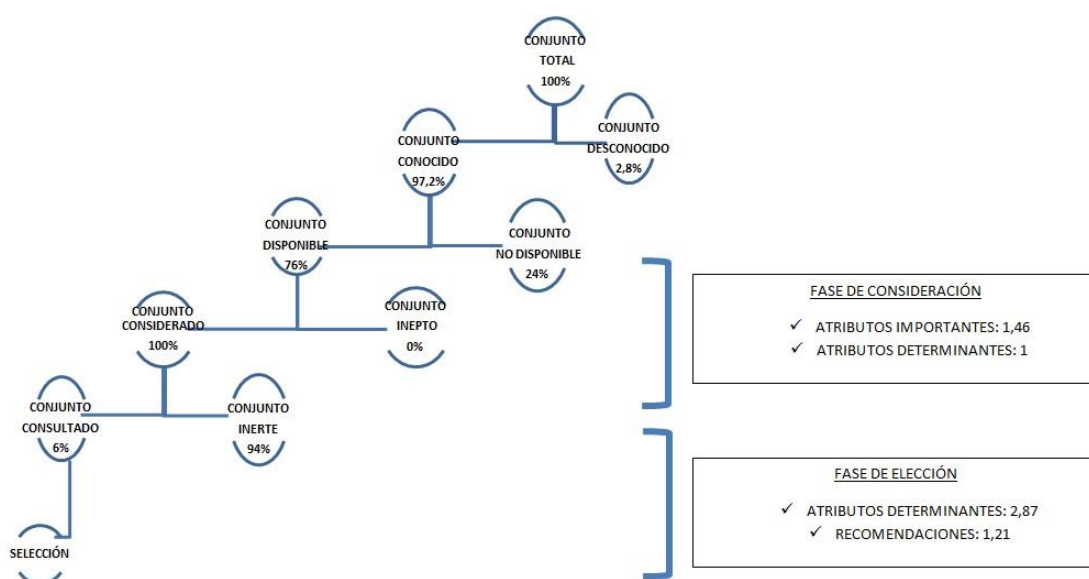 CONJUNTO
TOTAL
100%
CONJUNTO
CONOCIDO
97,2%
CONJUNTO
DESCONOCIDO
2,8%
CONJUNTO
DISPONIBLE
76%
CONJUNTO
NO DISPONIBLE
24%
CONJUNTO
CONSIDERADO
100%
CONJUNTO
INEPTO
0%
CONJUNTO
CONSULTADO
6%
CONJUNTO
INERTE
94%
SELECCIÓN
FASE DE CONSIDERACIÓN
✓ ATRIBUTOS IMPORTANTES: 1,46
✓ ATRIBUTOS DETERMINANTES: 1
FASE DE ELECCIÓN
✓ ATRIBUTOS DETERMINANTES: 2,87
✓ RECOMENDACIONES: 1,21